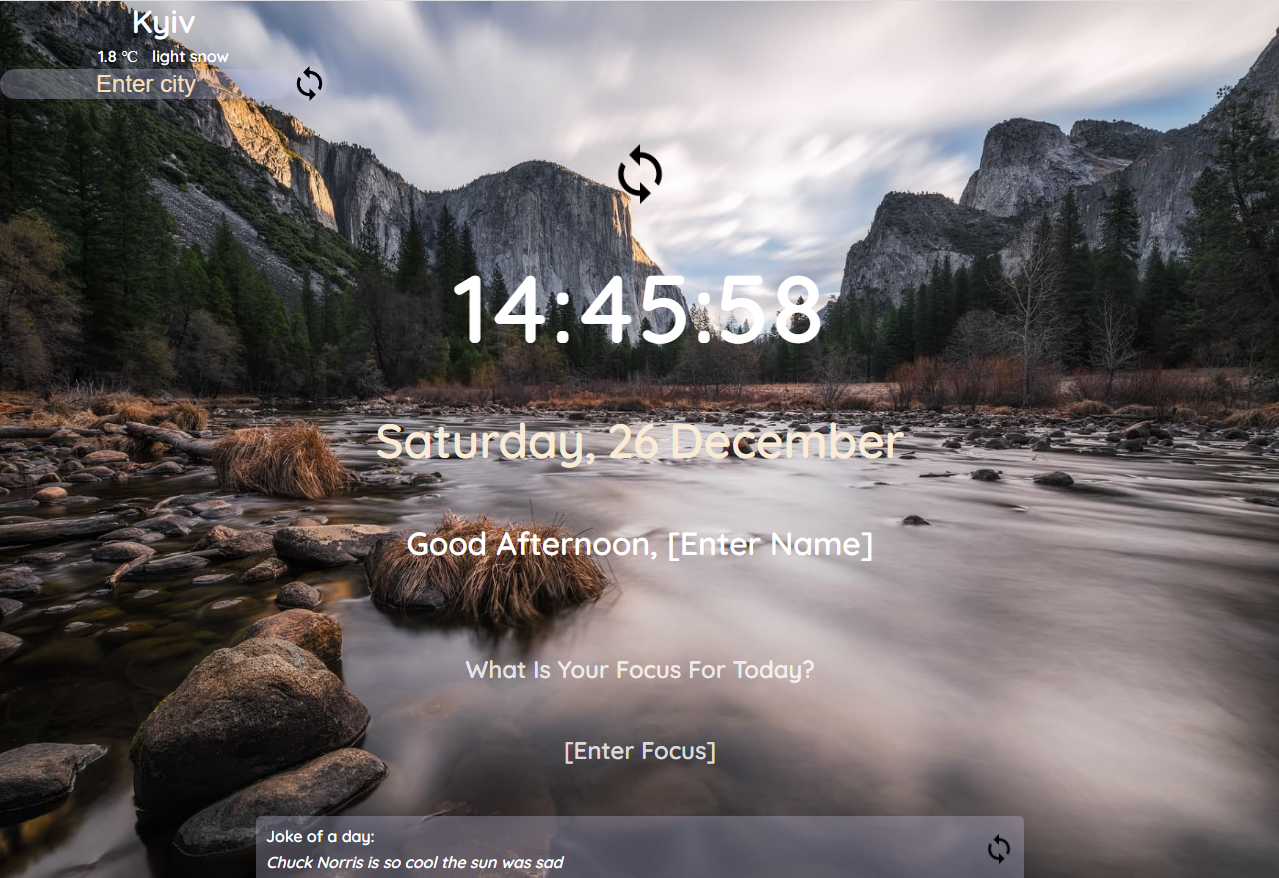 Kyiv
1.8 °C light snow
Enter city
14:45:58
Saturday, 26 December
Good Afternoon, [Enter Name]
What Is Your Focus For Today?
[Enter Focus]
Joke of a day:
Chuck Norris is so cool the sun was sad